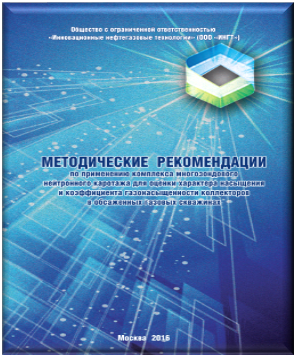 Общество с ограниченной ответственностью
«Инновационные нефтегазовые технологии» (ООО «ИНГТ»)
МЕТОДИЧЕСКИЕ РЕКОМЕНДАЦИИ
по применению комплекса многозондового
нейтронного каротажа для оценки характера насыщения
и коэффициента газонасыщенности коллекторов
в обсаженных газовых скважинах
Москва 2016